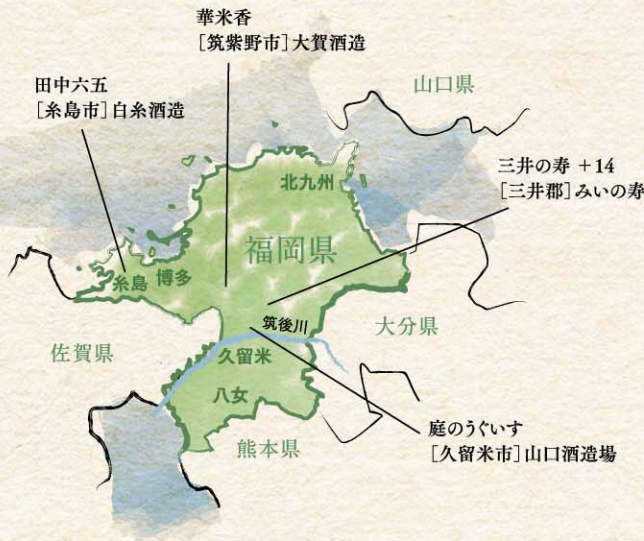 華米香
[筑紫野市]大賀酒造
田中六五
[糸島市]白糸酒造
山口県
三井の寿 +14
[三井郡]みいの寿
北九州
福岡県
糸島
博多
筑後川
大分県
佐賀県
久留米
八女
庭のうぐいす
[久留米市]山口酒造場
熊本県